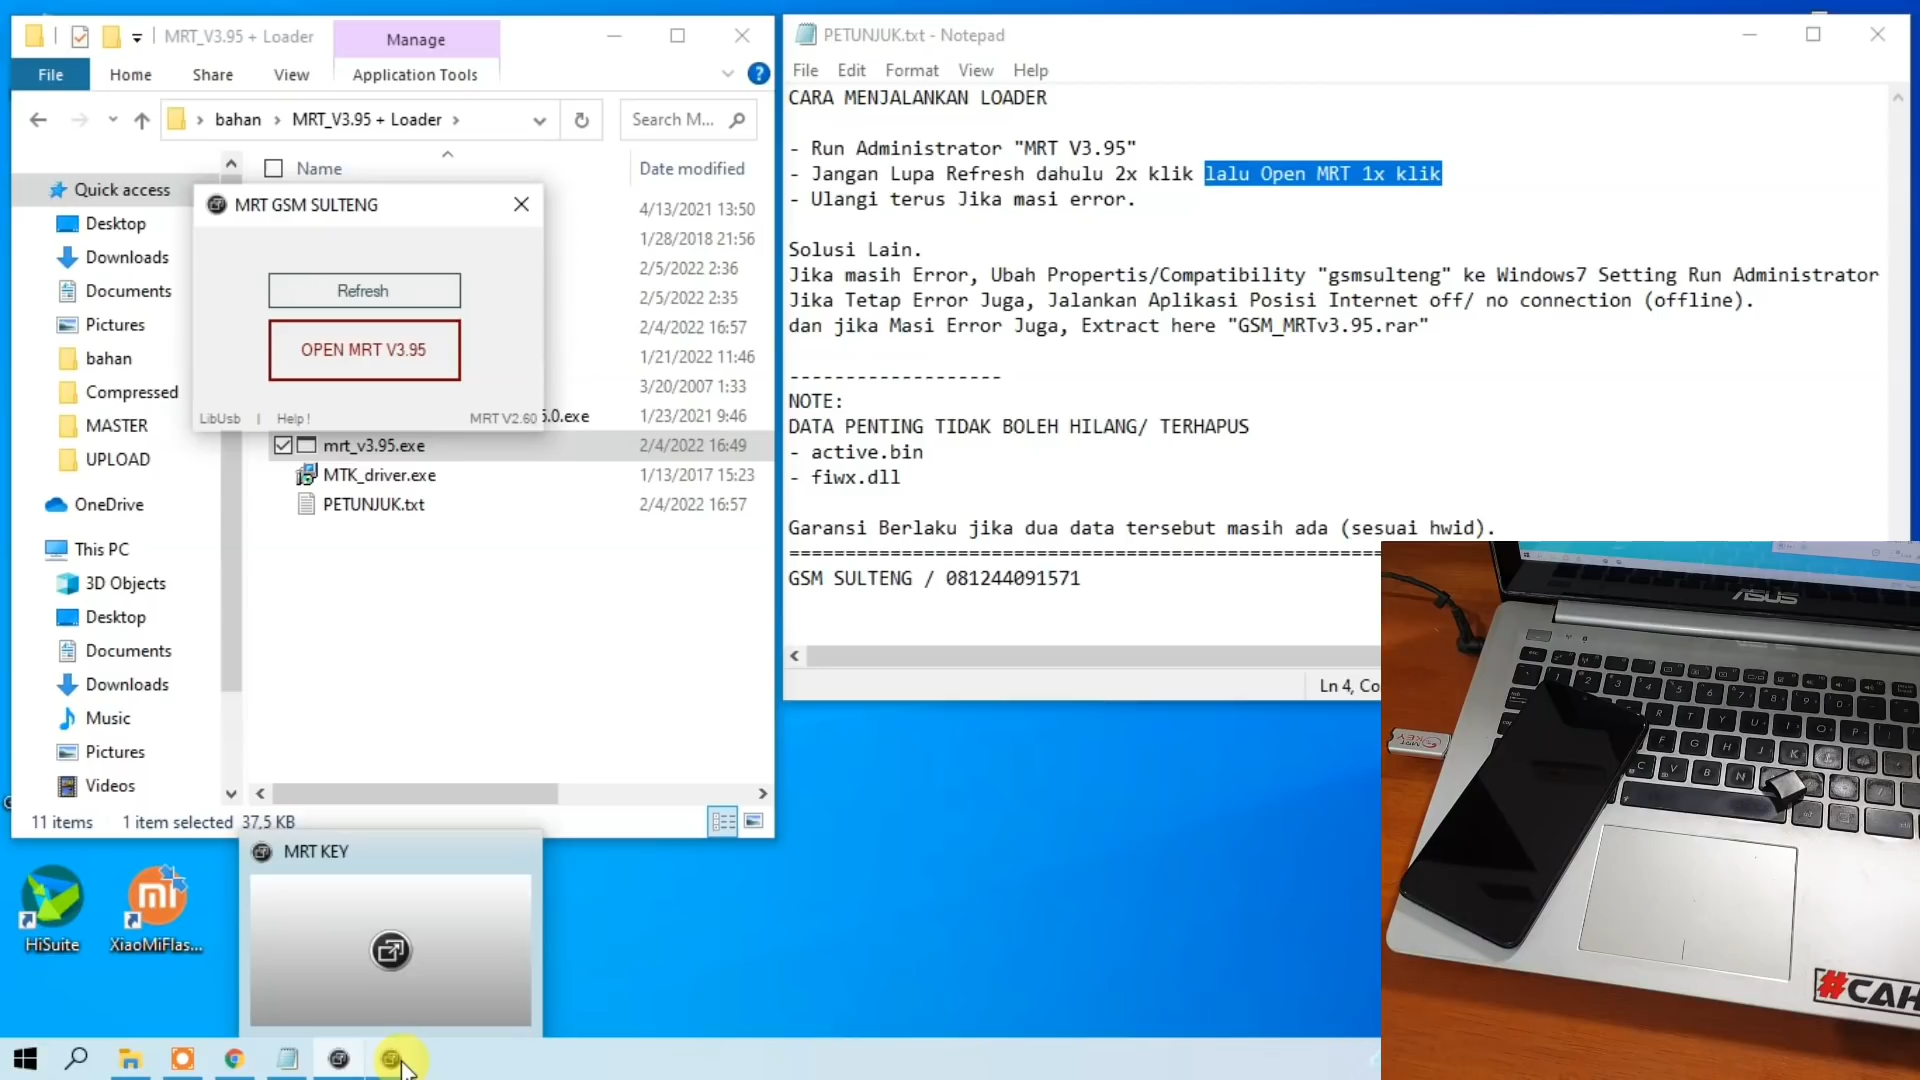 MRT_V3.95 + Loader
Manage
File
Home
Share
View
Application Tools
bahan
MRT_V3.95 + Loader
Search M...
Name
Date modified
Quick access
Desktop
Downloads
Documents
Pictures
bahan
Compressed
MASTER
UPLOAD
OneDrive
This PC
3D Objects
Desktop
Documents
Downloads
Music
Pictures
Videos
MRT GSM SULTENG
Refresh
OPEN MRT V3.95
LibUsb | Help !
MRT V2.60
4/13/2021 13:50
1/28/2018 21:56
2/5/2022 2:36
2/5/2022 2:35
2/4/2022 16:57
1/21/2022 11:46
3/20/2007 1:33
5.0.exe 1/23/2021 9:46
mrt_v3.95.exe 2/4/2022 16:49
MTK_driver.exe 1/13/2017 15:23
PETUNJUK.txt 2/4/2022 16:57
11 items 1 item selected 37,5 KB
MRT KEY
HiSuite
XiaoMiFlas...
PETUNJUK.txt - Notepad
File Edit Format View Help
CARA MENJALANKAN LOADER
- Run Administrator "MRT V3.95"
- Jangan Lupa Refresh dahulu 2x klik lalu Open MRT 1x klik
- Ulangi terus Jika masi error.
Solusi Lain.
Jika masih Error, Ubah Propertis/Compatibility "gsmsulteng" ke Windows7 Setting Run Administrator
Jika Tetap Error Juga, Jalankan Aplikasi Posisi Internet off/ no connection (offline).
dan jika Masi Error Juga, Extract here "GSM_MRTv3.95.rar"
-------------------
NOTE:
DATA PENTING TIDAK BOLEH HILANG/ TERHAPUS
- active.bin
- fiwx.dll
Garansi Berlaku jika dua data tersebut masih ada (sesuai hwid).
=====================================================
GSM SULTENG / 081244091571
Ln 4, Co
ASUS
MRT KEY
#CAH